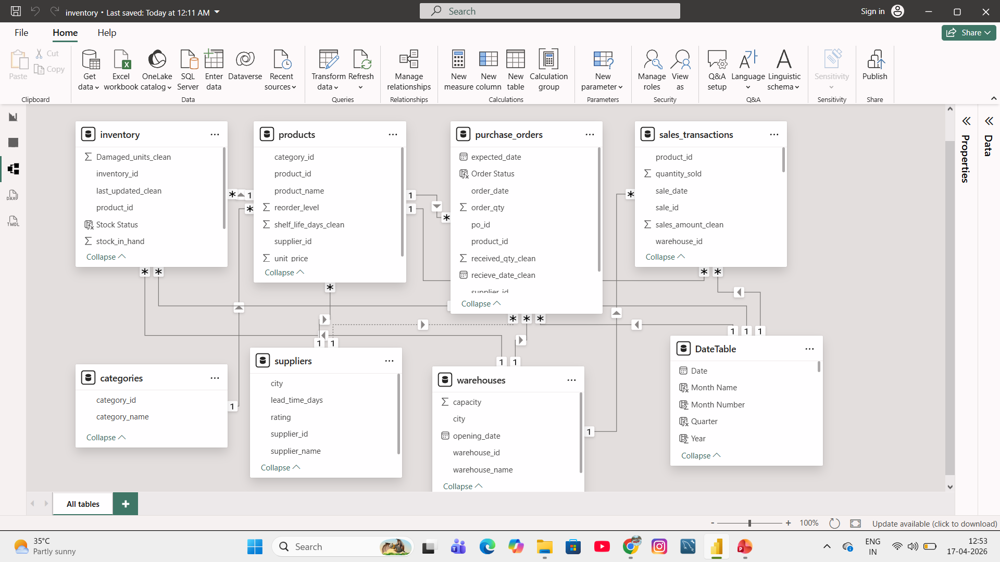 inventory • Last saved: Today at 12:11 AM
Search
Sign in
File
Home
Help
Share
Paste
Cut
Copy
Clipboard
Get data
Excel workbook
OneLake catalog
SQL Server
Enter data
Dataverse
Recent sources
Data
Transform data
Refresh
Queries
Manage relationships
Relationships
New measure
New column
New table
Calculation group
Calculations
New parameter
Parameters
Manage roles
View as
Security
Q&A setup
Language
Linguistic schema
Q&A
Sensitivity
Sensitivity
Publish
Share
DAX
TMDL
inventory
Damaged_units_clean
inventory_id
last_updated_clean
product_id
Stock Status
stock_in_hand
Collapse
products
category_id
product_id
product_name
reorder_level
shelf_life_days_clean
supplier_id
unit_price
Collapse
purchase_orders
expected_date
Order Status
order_date
order_qty
po_id
product_id
received_qty_clean
recieve_date_clean
supplier_id
Collapse
sales_transactions
product_id
quantity_sold
sale_date
sale_id
sales_amount_clean
warehouse_id
Collapse
* 1
*
1
1
*
*
* *
*
* *
* * *
1 1
1 1
1 1 1
1
1
categories
category_id
category_name
Collapse
suppliers
city
lead_time_days
rating
supplier_id
supplier_name
Collapse
warehouses
capacity
city
opening_date
warehouse_id
warehouse_name
Collapse
DateTable
Date
Month Name
Month Number
Quarter
Year
Collapse
Properties
Data
All tables
+
- + 100%
Update available (click to download)
35°C
Partly sunny
Search
ENG
IN
12:53
17-04-2026